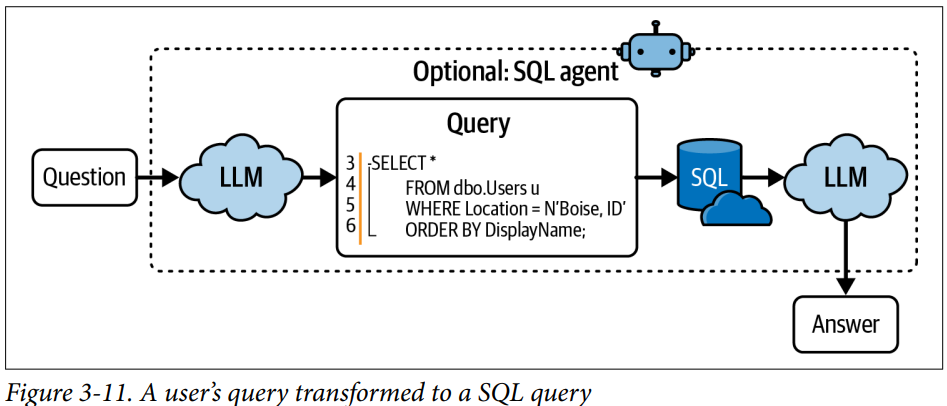 Optional: SQL agent
Question
LLM
Query
3 SELECT *
4 FROM dbo.Users u
5 WHERE Location = N'Boise, ID'
6 ORDER BY DisplayName;
SQL
LLM
Answer
Figure 3-11. A user's query transformed to a SQL query